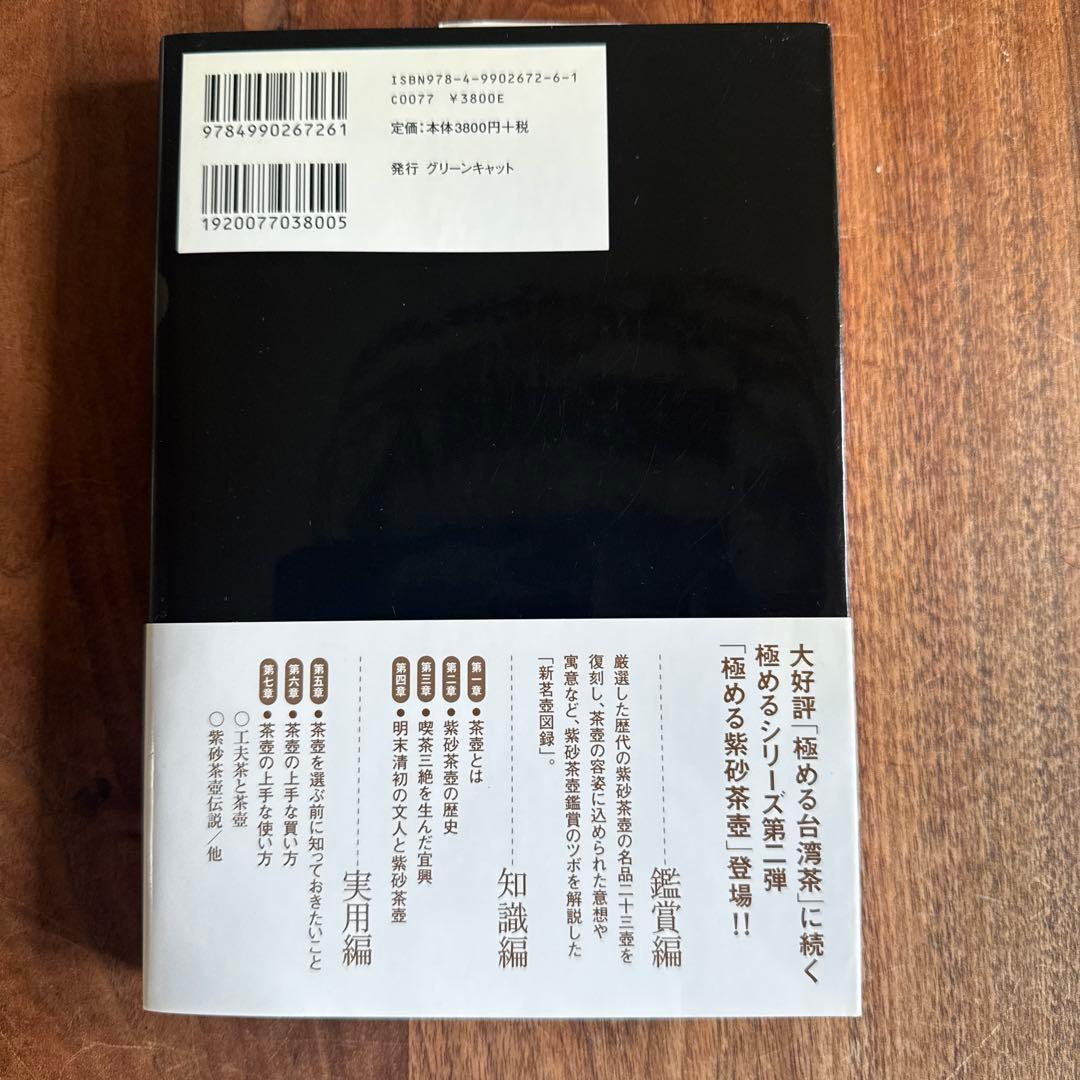 ISBN978-4-9902672-6-1
C0077 ¥3800E
定価：本体3800円+税
発行 グリーンキャット
9784990267261
1920077038005
大好評「極める台湾茶」に続く
極めるシリーズ第二弾
「極める紫砂茶壺」登場!!
鑑賞編
厳選した歴代の紫砂茶壺の名品二十三壺を
復刻し、茶壺の容姿に込められた意想や
寓意など、紫砂茶壺鑑賞のツボを解説した
「新茗壺図録」。
知識編
第一章●茶壺とは
第二章●紫砂茶壺の歴史
第三章●喫茶三絶を生んだ宜興
第四章●明末清初の文人と紫砂茶壺
実用編
第五章●茶壺を選ぶ前に知っておきたいこと
第六章●茶壺の上手な買い方
第七章●茶壺の上手な使い方
○工夫茶と茶壺
○紫砂茶壺伝説／他